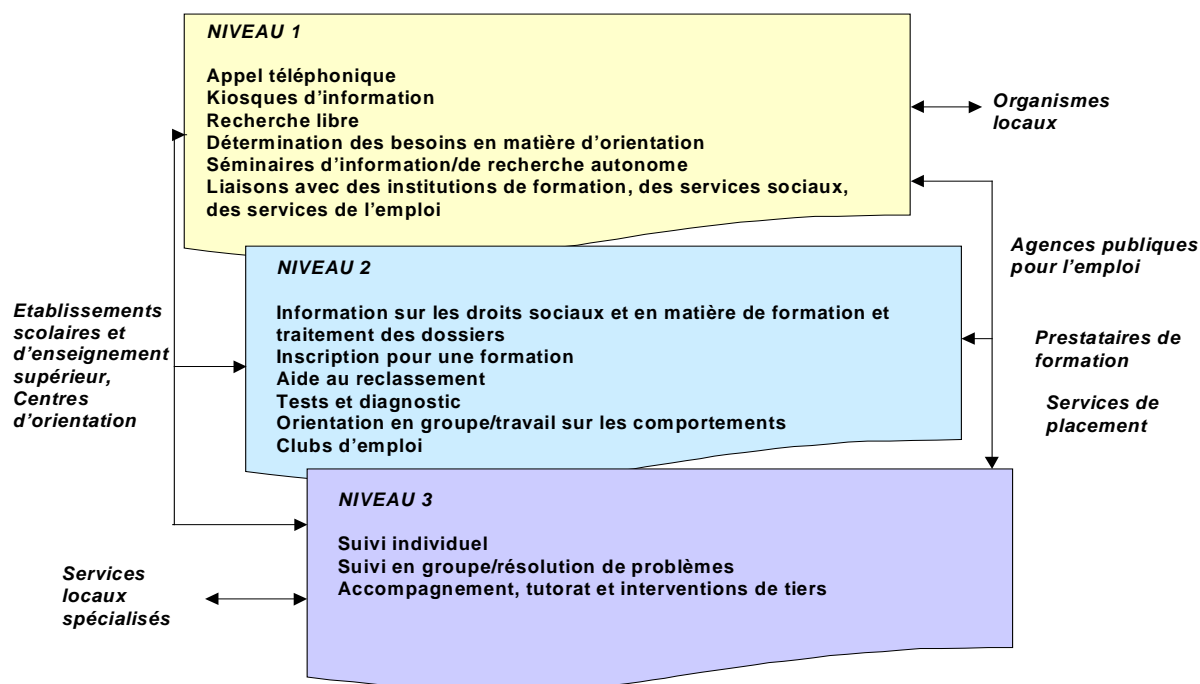 NIVEAU 1
Appel téléphonique
Kiosques d'information
Recherche libre
Détermination des besoins en matière d'orientation
Séminaires d'information/de recherche autonome
Liaisons avec des institutions de formation, des services sociaux,
des services de l'emploi
Organismes
locaux
Agences publiques
pour l'emploi
NIVEAU 2
Information sur les droits sociaux et en matière de formation et
traitement des dossiers
Inscription pour une formation
Aide au reclassement
Tests et diagnostic
Orientation en groupe/travail sur les comportements
Clubs d'emploi
Etablissements
scolaires et
d'enseignement
supérieur,
Centres
d'orientation
Prestataires de
formation
Services de
placement
NIVEAU 3
Suivi individuel
Suivi en groupe/résolution de problèmes
Accompagnement, tutorat et interventions de tiers
Services
locaux
spécialisés